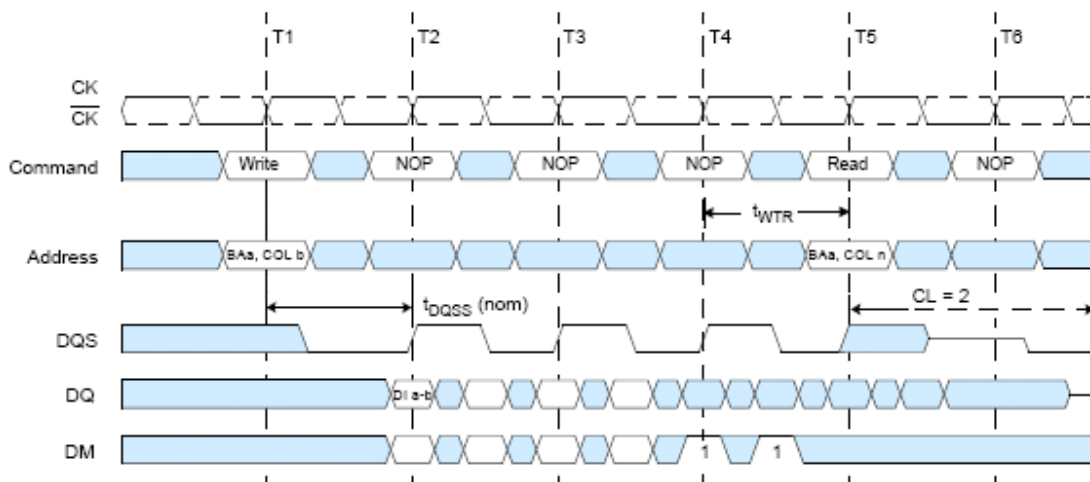 T1 T2 T3 T4 T5 T6
CK
CK
Command Write NOP NOP NOP Read NOP
tWTR
Address BAa, COL b BAa, COL n
tDQSS (nom) CL = 2
DQS
DQ DI a-b
DM 1 1